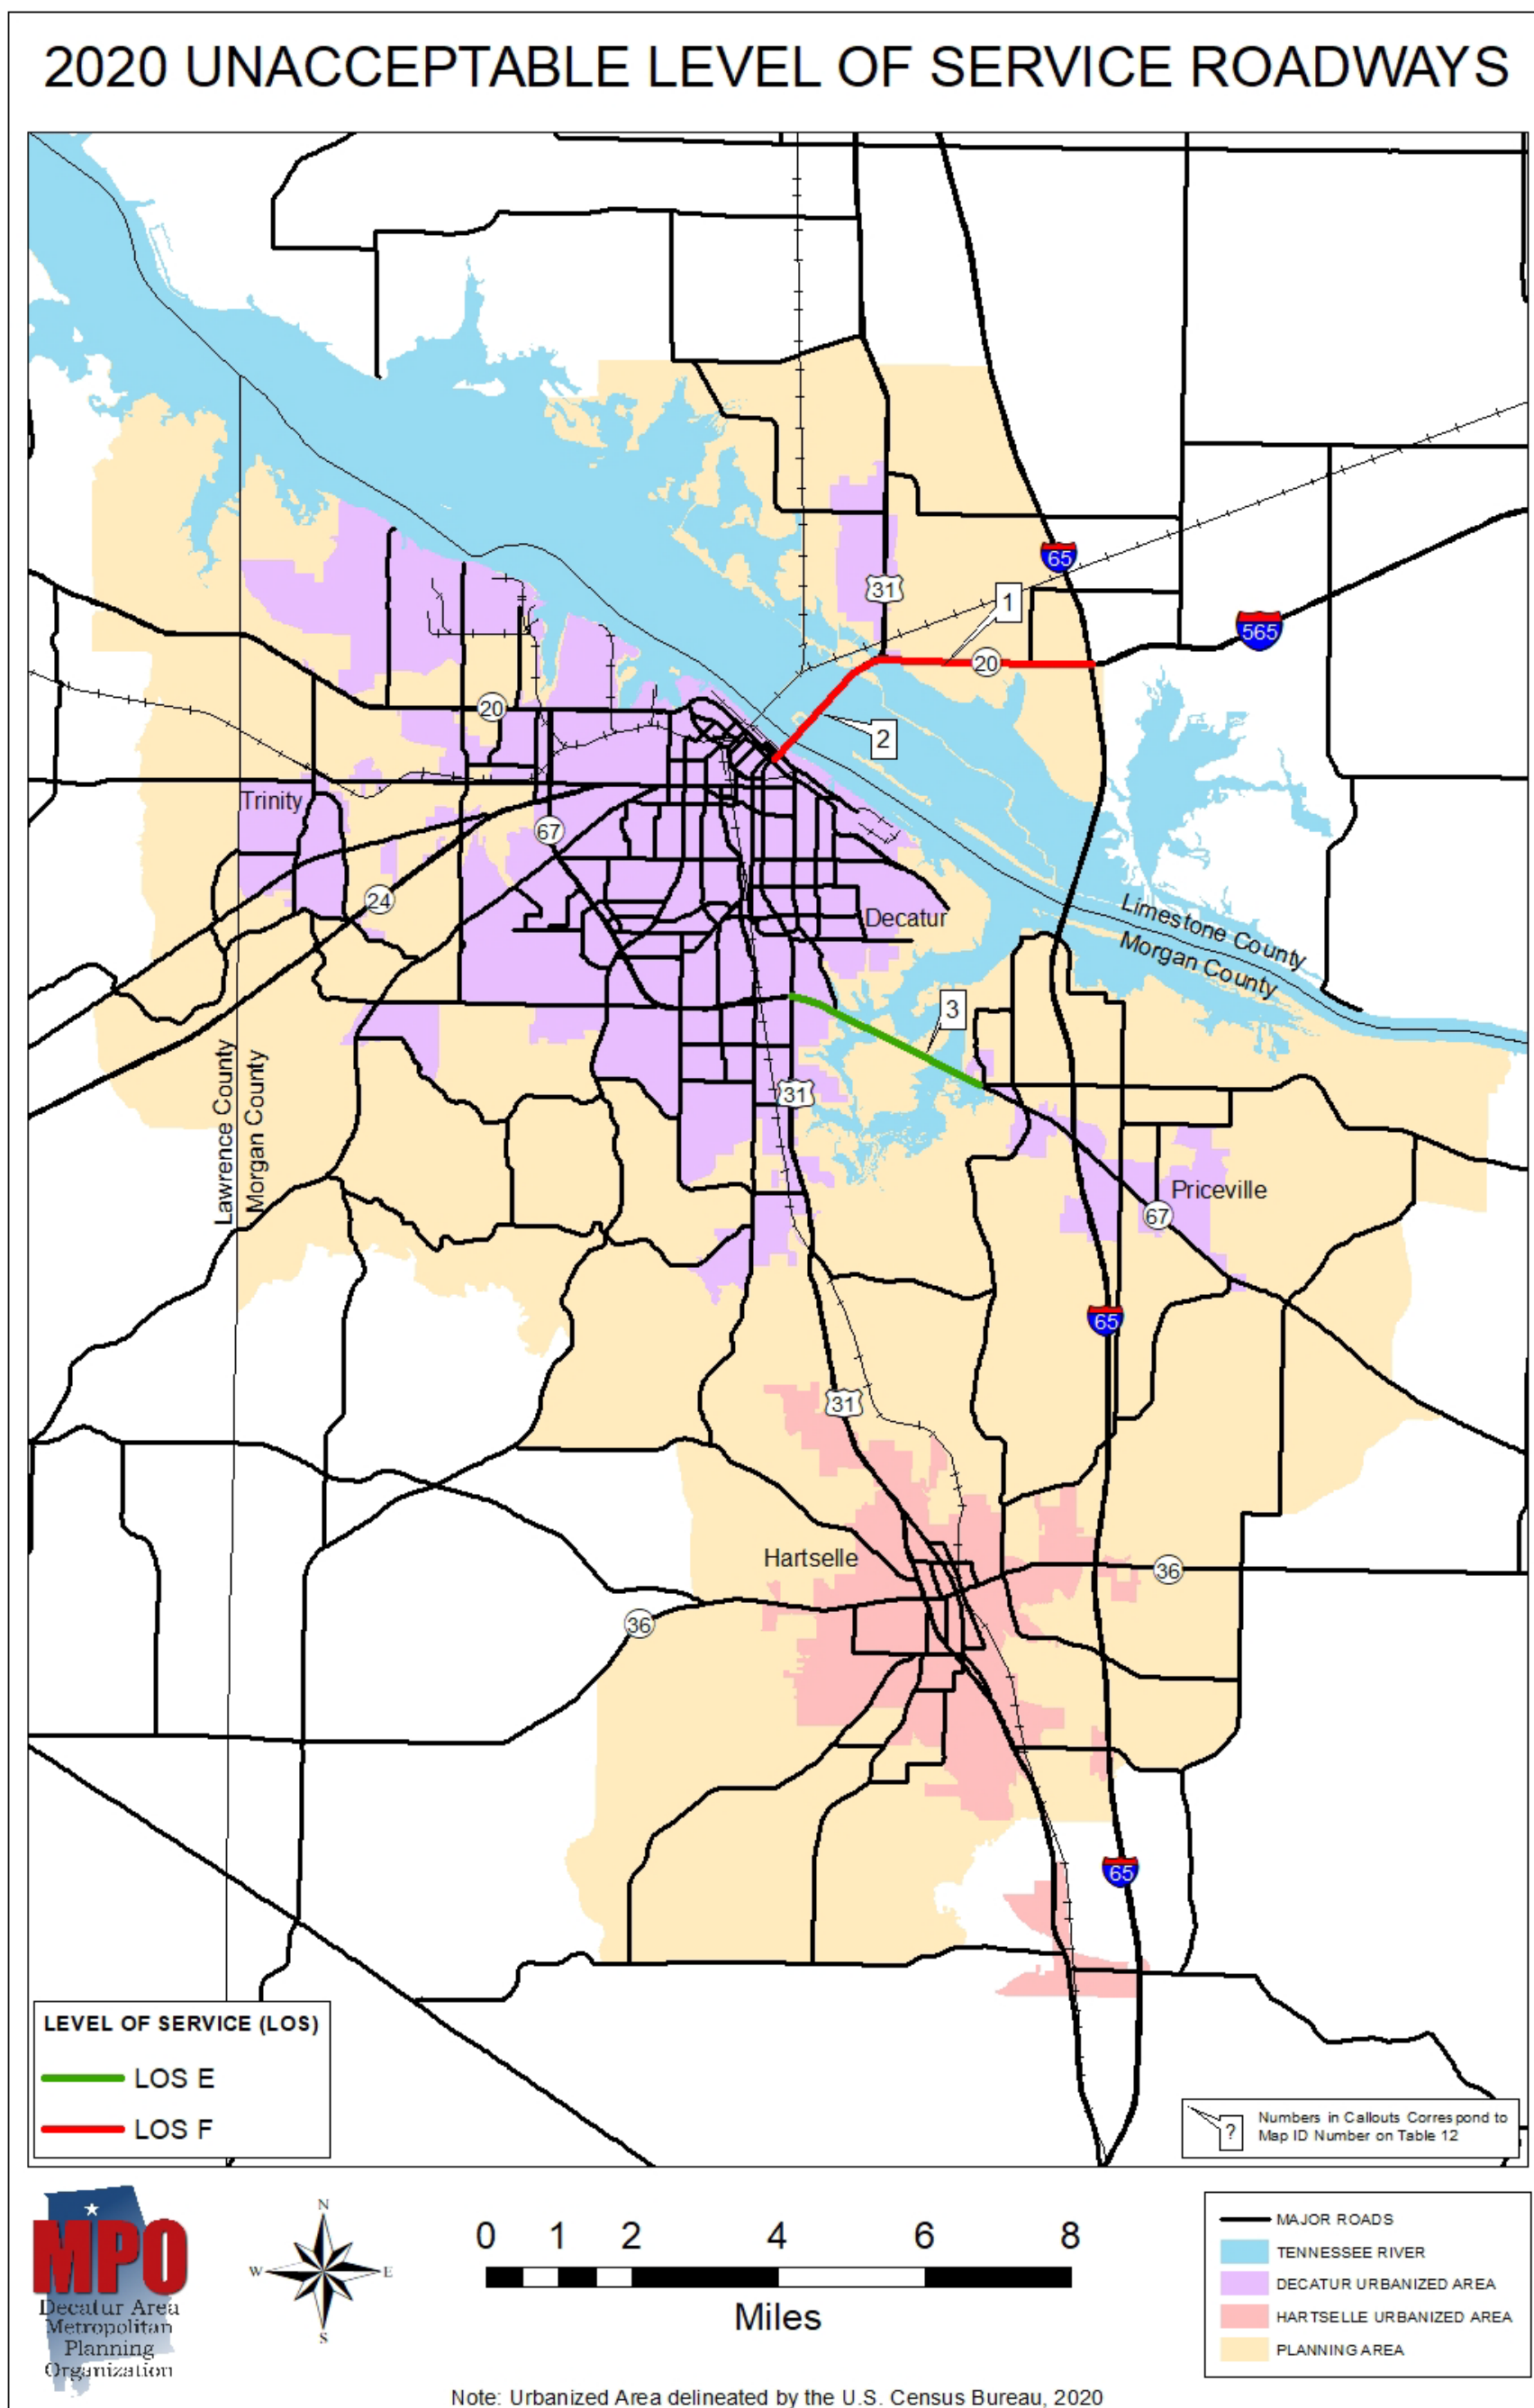 2020 UNACCEPTABLE LEVEL OF SERVICE ROADWAYS
65
31
1
565
20
20
2
Trinity
67
24
Decatur
Limestone County
Morgan County
3
Lawrence County
Morgan County
31
Priceville
67
65
31
Hartselle
36
36
65
LEVEL OF SERVICE (LOS)
LOS E
LOS F
?
Numbers in Callouts Correspond to
Map ID Number on Table 12
MPO
Decatur Area
Metropolitan
Planning
Organization
N
W
E
S
0 1 2 4 6 8
Miles
MAJOR ROADS
TENNESSEE RIVER
DECATUR URBANIZED AREA
HARTSELLE URBANIZED AREA
PLANNING AREA
Note: Urbanized Area delineated by the U.S. Census Bureau, 2020